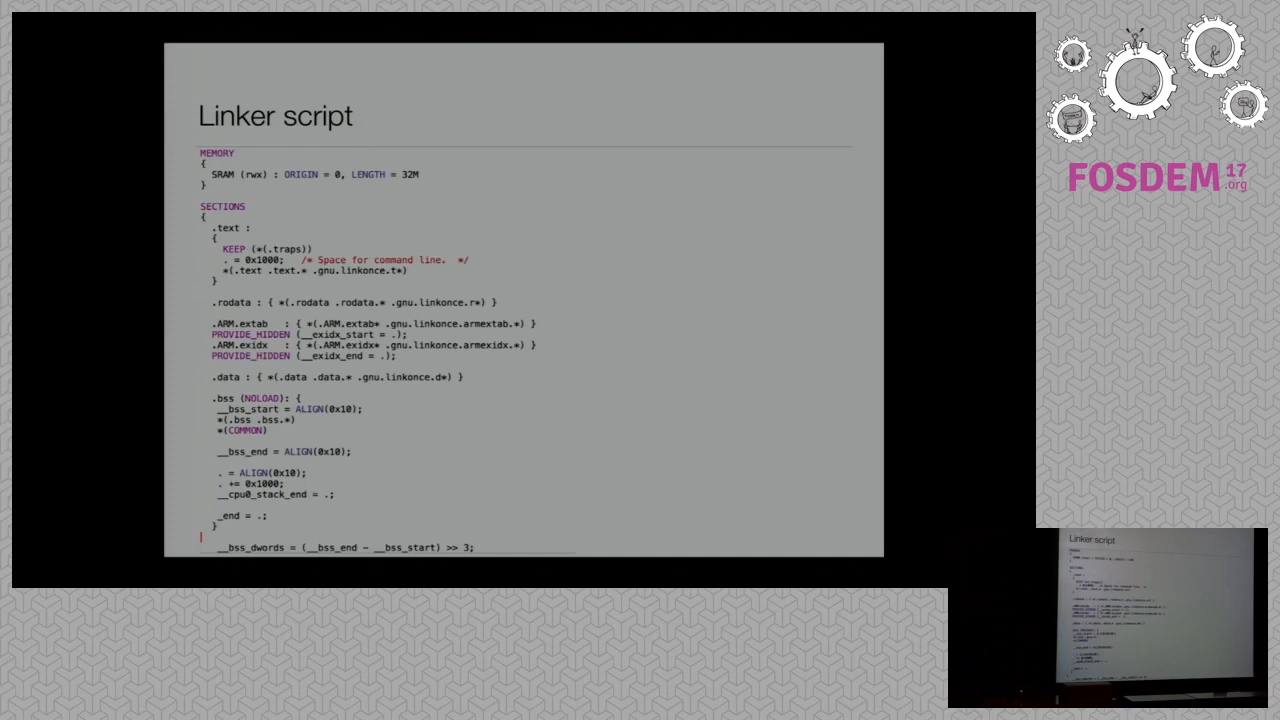 Linker script
MEMORY
{
  SRAM (rwx) : ORIGIN = 0, LENGTH = 32M
}
SECTIONS
{
  .text :
  {
    KEEP (*(.traps))
    . = 0x1000;   /* Space for command line.  */
    *(.text .text.* .gnu.linkonce.t*)
  }
  .rodata : { *(.rodata .rodata.* .gnu.linkonce.r*) }
  .ARM.extab   : { *(.ARM.extab* .gnu.linkonce.armextab.*) }
  PROVIDE_HIDDEN (__exidx_start = .);
  .ARM.exidx   : { *(.ARM.exidx* .gnu.linkonce.armexidx.*) }
  PROVIDE_HIDDEN (__exidx_end = .);
  .data : { *(.data .data.* .gnu.linkonce.d*) }
  .bss (NOLOAD): {
   __bss_start = ALIGN(0x10);
   *(.bss .bss.*)
   *(COMMON)
   __bss_end = ALIGN(0x10);
   . = ALIGN(0x10);
   . += 0x1000;
   __cpu0_stack_end = .;
   _end = .;
  }
   __bss_dwords = (__bss_end - __bss_start) >> 3;
FOSDEM 17
.org
Linker script